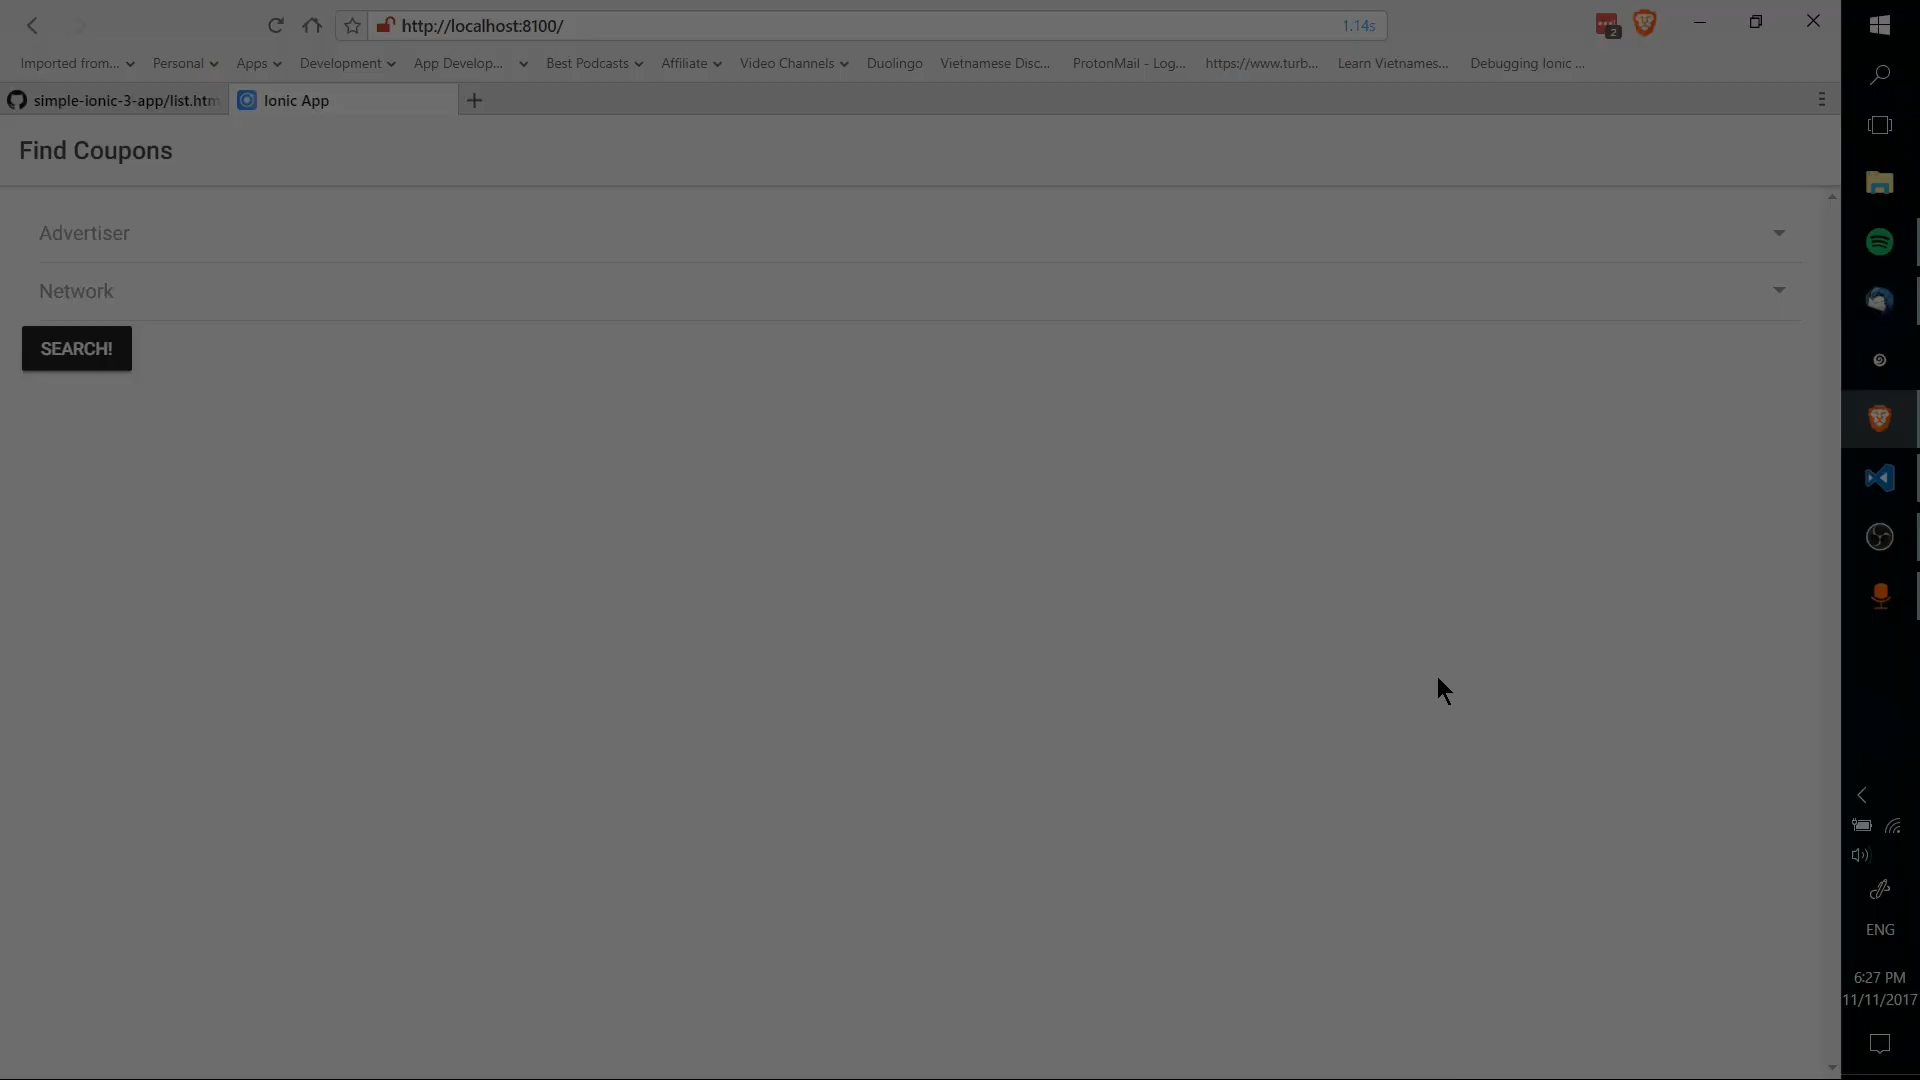 http://localhost:8100/
1.14s
2
Imported from...
Personal
Apps
Development
App Develop...
Best Podcasts
Affiliate
Video Channels
Duolingo
Vietnamese Disc...
ProtonMail - Log...
https://www.turb...
Learn Vietnames...
Debugging Ionic ...
simple-ionic-3-app/list.htm
Ionic App
Find Coupons
Advertiser
Network
SEARCH!
ENG
6:27 PM
11/11/2017